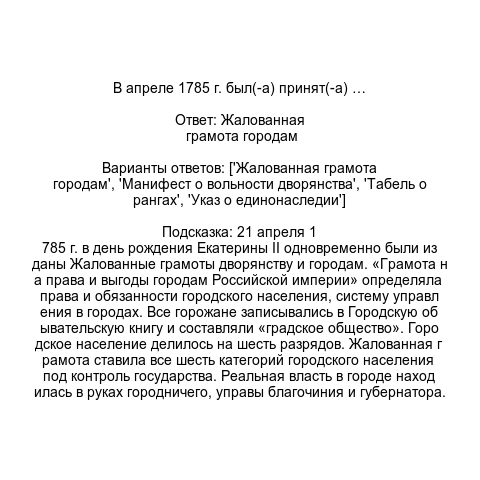 В апреле 1785 г. был(-а) принят(-а) …
Ответ: Жалованная
грамота городам
Варианты ответов: ['Жалованная грамота
городам', 'Манифест о вольности дворянства', 'Табель о
рангах', 'Указ о единонаследии']
Подсказка: 21 апреля 1
785 г. в день рождения Екатерины II одновременно были из
даны Жалованные грамоты дворянству и городам. «Грамота н
а права и выгоды городам Российской империи» определяла
права и обязанности городского населения, систему управл
ения в городах. Все горожане записывались в Городскую об
ывательскую книгу и составляли «градское общество». Горо
дское население делилось на шесть разрядов. Жалованная г
рамота ставила все шесть категорий городского населения
под контроль государства. Реальная власть в городе наход
илась в руках городничего, управы благочиния и губернатора.